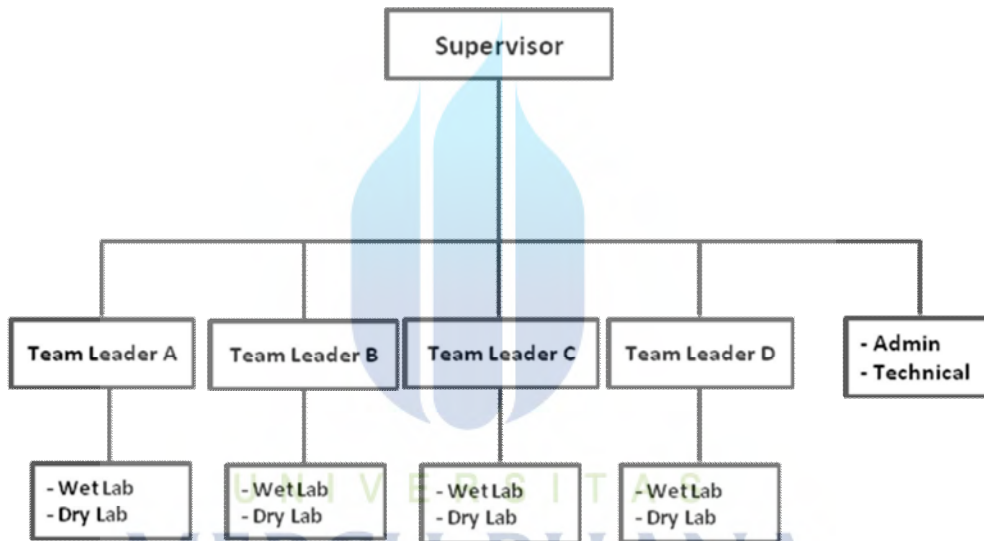 Supervisor
Team Leader A
Team Leader B
Team Leader C
Team Leader D
- Admin
- Technical
- Wet Lab
- Dry Lab
- Wet Lab
- Dry Lab
- Wet Lab
- Dry Lab
- Wet Lab
- Dry Lab
UNIVERSITAS